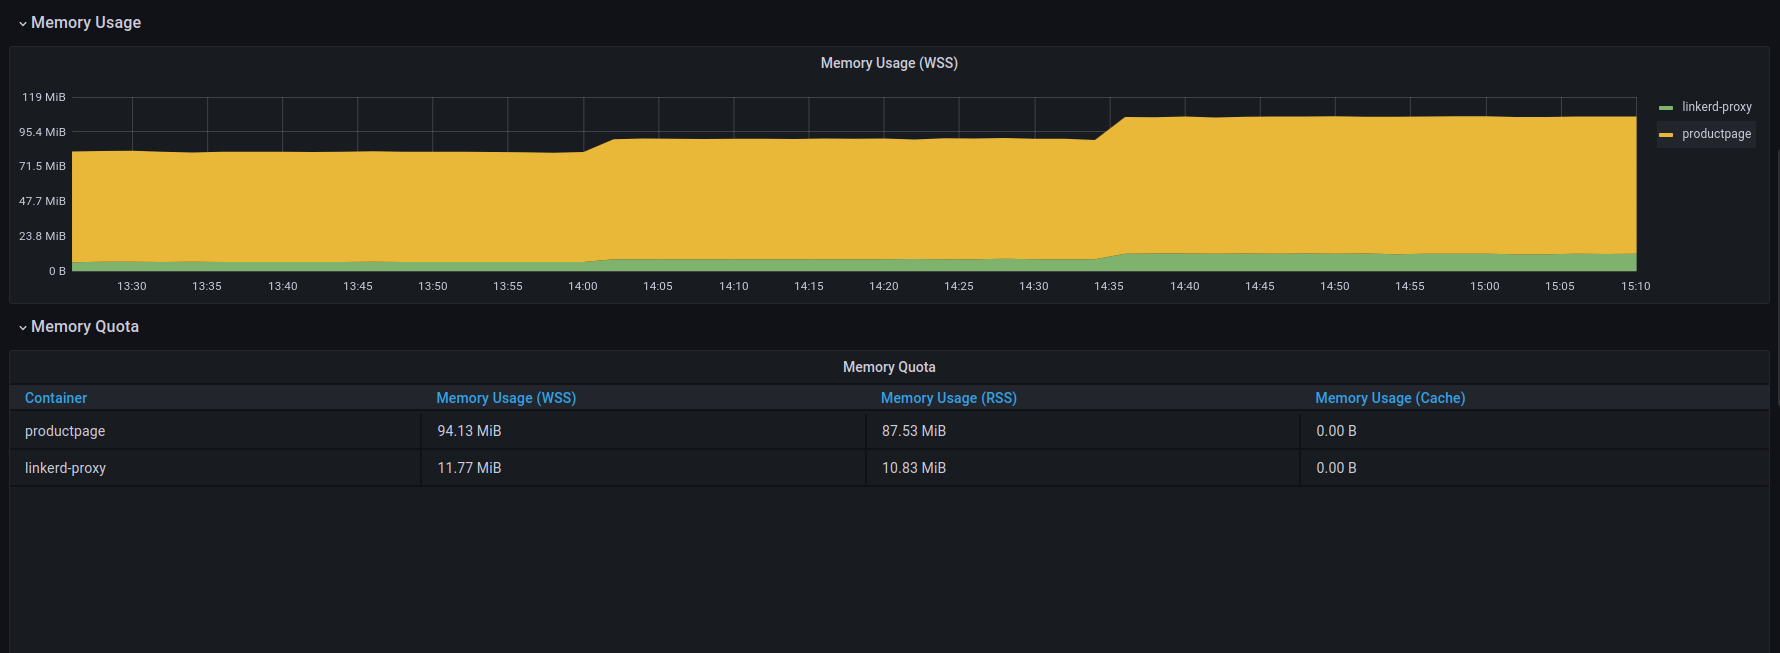 Memory Usage
Memory Usage (WSS)
119 MiB
95.4 MiB
71.5 MiB
47.7 MiB
23.8 MiB
0 B
13:30 13:35 13:40 13:45 13:50 13:55 14:00 14:05 14:10 14:15 14:20 14:25 14:30 14:35 14:40 14:45 14:50 14:55 15:00 15:05 15:10
linkerd-proxy
productpage
Memory Quota
Memory Quota
Container Memory Usage (WSS) Memory Usage (RSS) Memory Usage (Cache)
productpage 94.13 MiB 87.53 MiB 0.00 B
linkerd-proxy 11.77 MiB 10.83 MiB 0.00 B